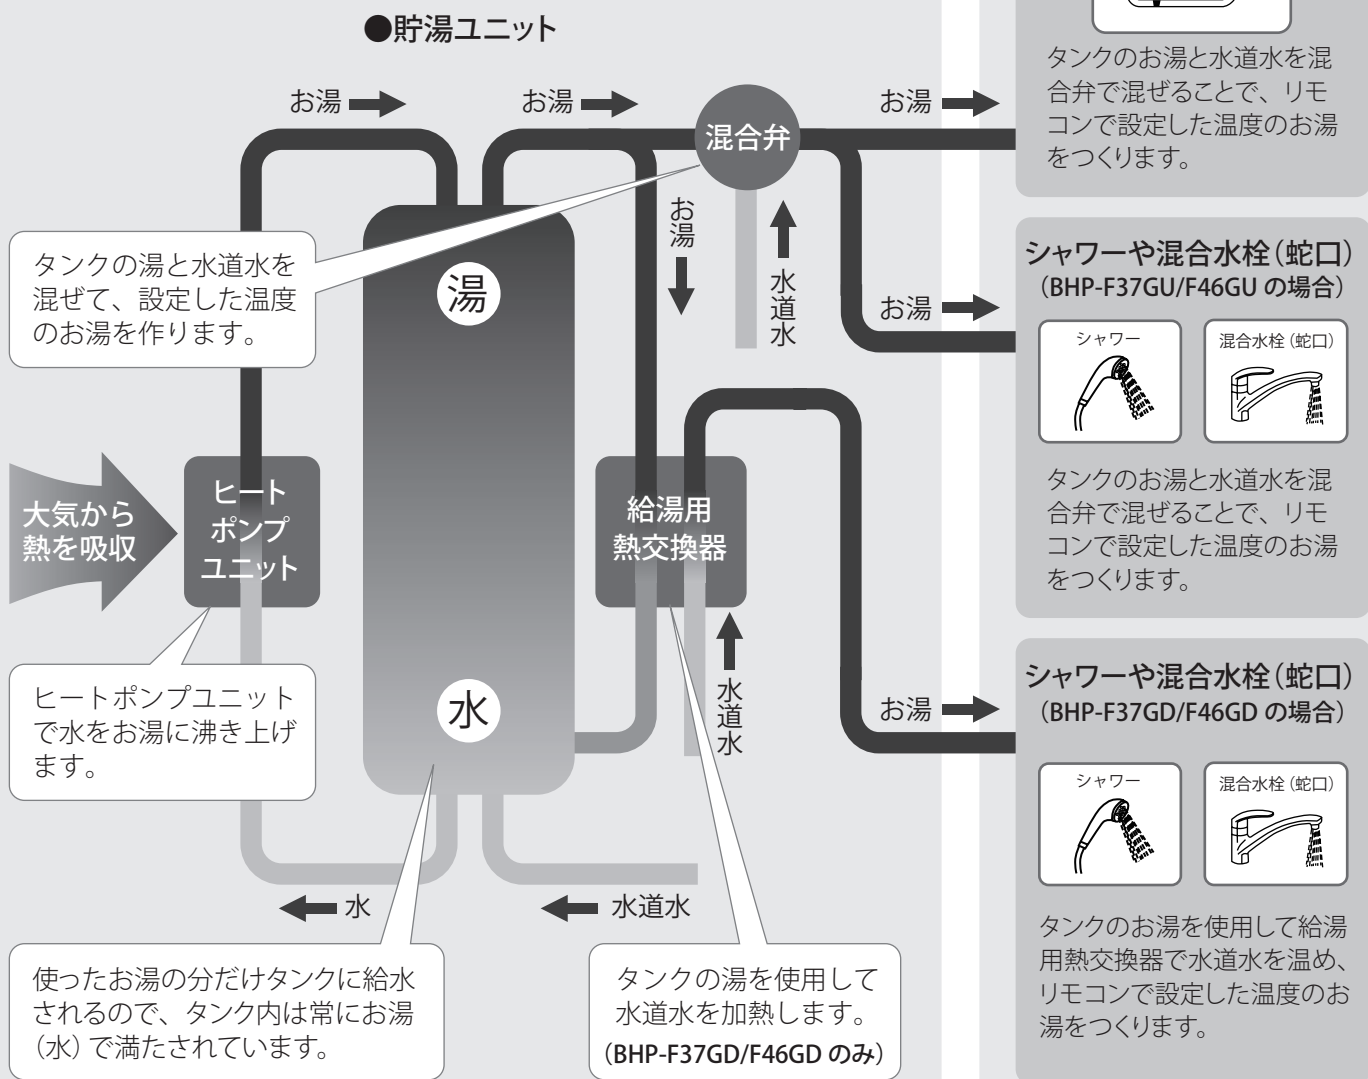 ●貯湯ユニット
お湯
お湯
お湯
混合弁
お湯
水道水
タンクの湯と水道水を
混ぜて、設定した温度
のお湯を作ります。
湯
お湯
大気から
熱を吸収
ヒート
ポンプ
ユニット
給湯用
熱交換器
ヒートポンプユニット
で水をお湯に沸き上げ
ます。
水
水道水
お湯
水
水道水
使ったお湯の分だけタンクに給水
されるので、タンク内は常にお湯
（水）で満たされています。
タンクの湯を使用して
水道水を加熱します。
（BHP-F37GD/F46GD のみ）
タンクのお湯と水道水を混
合弁で混ぜることで、リモ
コンで設定した温度のお湯
をつくります。
シャワーや混合水栓（蛇口）
（BHP-F37GU/F46GU の場合）
シャワー
混合水栓（蛇口）
タンクのお湯と水道水を混
合弁で混ぜることで、リモ
コンで設定した温度のお湯
をつくります。
シャワーや混合水栓（蛇口）
（BHP-F37GD/F46GD の場合）
シャワー
混合水栓（蛇口）
タンクのお湯を使用して給湯
用熱交換器で水道水を温め、
リモコンで設定した温度のお
湯をつくります。